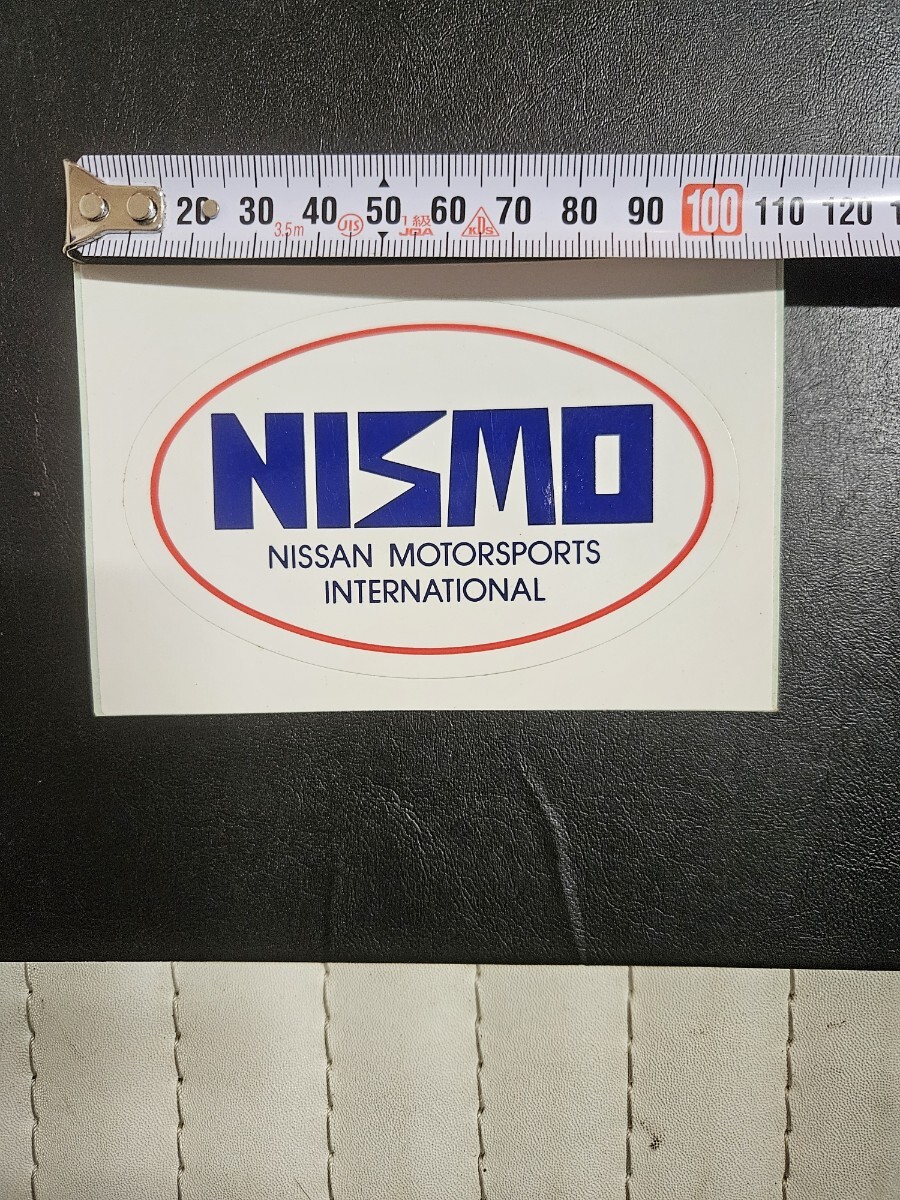 20 30 40 50 60 70 80 90 100 110 120
3.5m JIS 1級 JQA KDS
NISMO
NISSAN MOTORSPORTS
INTERNATIONAL